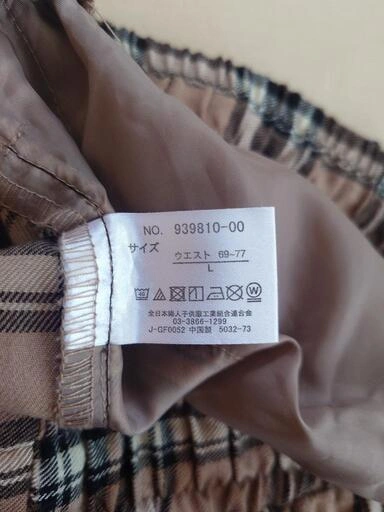 NO. 939810-00
サイズ
ウエスト 69-77
L
40
W
全日本婦人子供服工業組合連合会
03-3866-1299
J-GF0052 中国製 5032-73